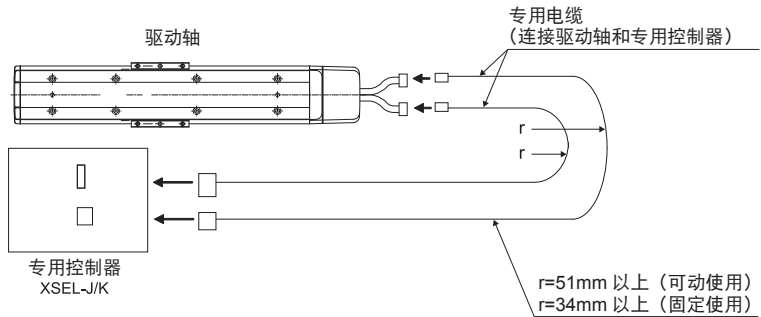 专用电缆
（连接驱动轴和专用控制器）
驱动轴
r
r
专用控制器
XSEL-J/K
r=51mm 以上（可动使用）
r=34mm 以上（固定使用）